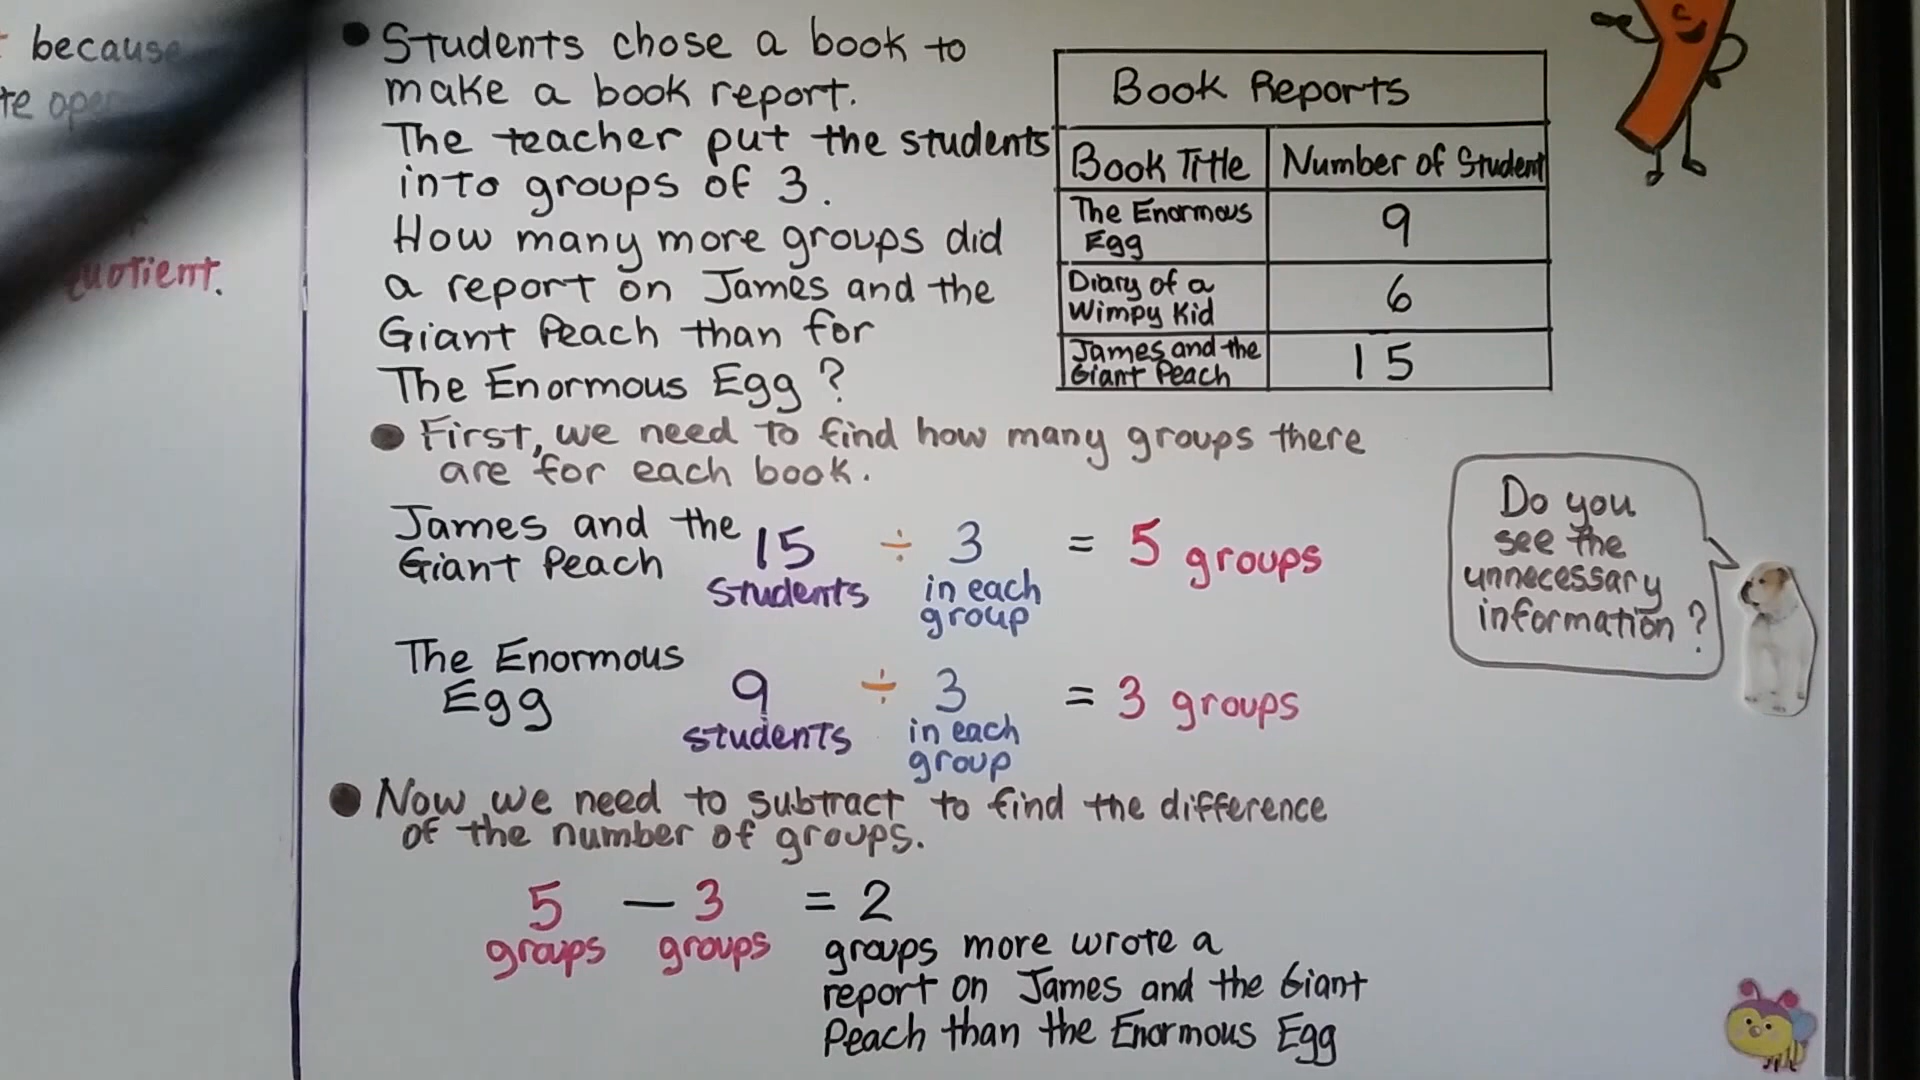 because
quotient.
● Students chose a book to
make a book report.
The teacher put the students
into groups of 3.
How many more groups did
a report on James and the
Giant Peach than for
The Enormous Egg?
Book Reports
Book Title Number of Student
The Enormous
Egg
9
Diary of a
Wimpy Kid
6
James and the
Giant Peach
15
● First, we need to find how many groups there
are for each book.
James and the
Giant Peach
15 ÷ 3 = 5 groups
students in each
group
The Enormous
Egg
9 ÷ 3 = 3 groups
students in each
group
Do you
see the
unnecessary
information?
● Now we need to subtract to find the difference
of the number of groups.
5 — 3 = 2
groups groups groups more wrote a
report on James and the Giant
Peach than the Enormous Egg